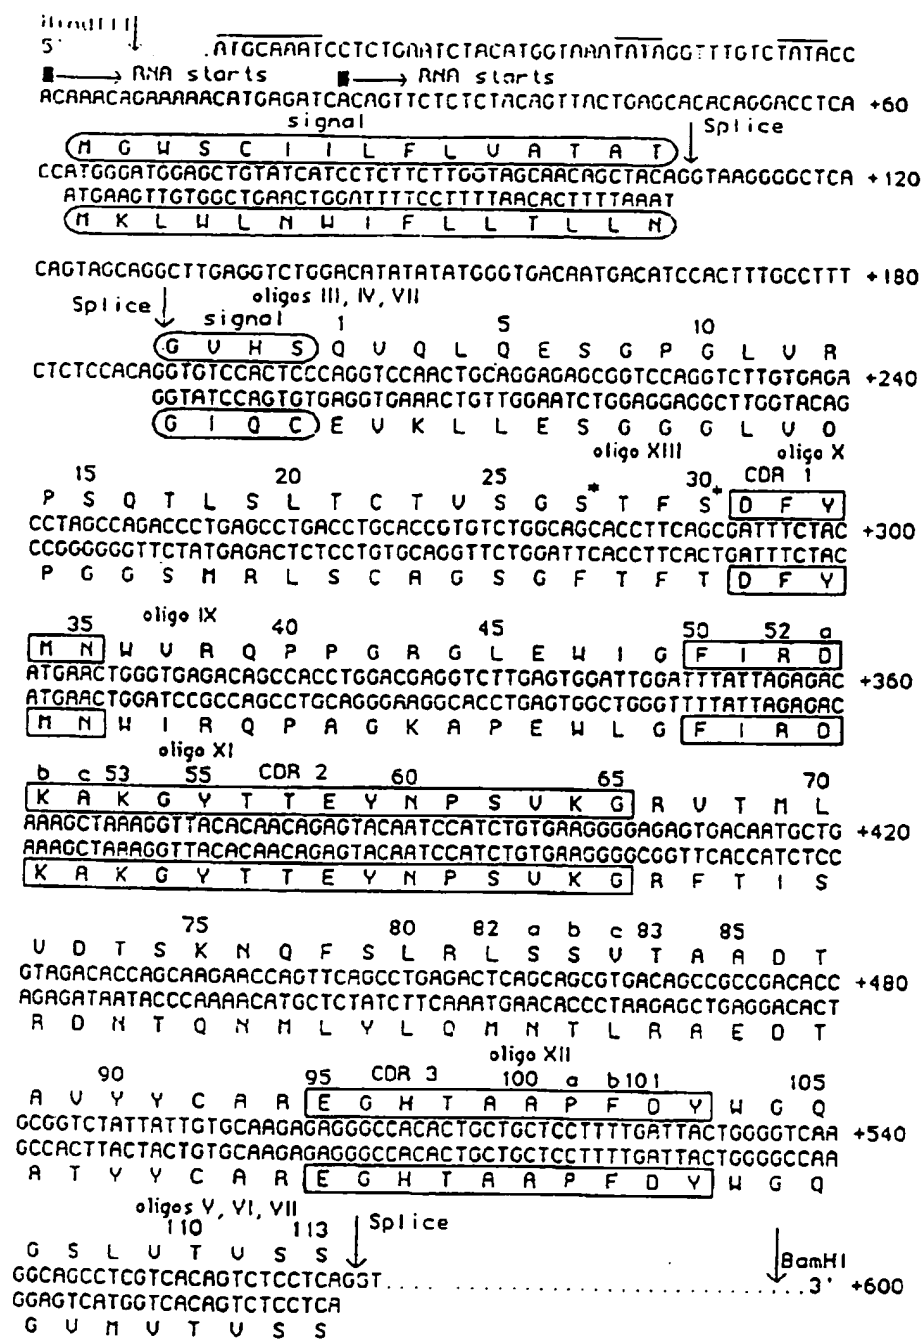 HindIII
5' .ATGCAAATCCTCTGAATCTACATGGTAAATATAGGTTTGTCTATACC
RNA starts RNA starts
ACAAACAGAAAAACATGAGATCACAGTTCTCTCTACAGTTACTGAGCACACAGGACCTCA +60
signal Splice
M G W S C I I L F L V A T A T
CCATGGGATGGAGCTGTATCATCCTCTTCTTGGTAGCAACAGCTACAGGTAAGGGGCTCA +120
ATGAAGTTGTGGCTGAACTGGATTTTCCTTTTAACACTTTTAAAT
M K L W L N W I F L L T L L N
CAGTAGCAGGCTTGAGGTCTGGACATATATATGGGTGACAATGACATCCACTTTGCCTTT +180
Splice oligos III, IV, VII
signal 1 5 10
G V H S Q V Q L Q E S G P G L V R
CTCTCCACAGGTGTCCACTCCCAGGTCCAACTGCAGGAGAGCGGTCCAGGTCTTGTGAGA +240
GGTATCCAGTGTGAGGTGAAACTGTTGGAATCTGGAGGAGGCTTGGTACAG
G I Q C E V K L L E S G G G L V Q
oligo XIII oligo X
15 20 25 30 CDR 1
P S Q T L S L T C T V S G S* T F S* D F Y
CCTAGCCAGACCCTGAGCCTGACCTGCACCGTGTCTGGCAGCACCTTCAGCGATTTCTAC +300
CCGGGGGGTTCTATGAGACTCTCCTGTGCAGGTTCTGGATTCACCTTCACTGATTTCTAC
P G G S M R L S C A G S G F T F T D F Y
oligo IX
35 40 45 50 52 a
M N W V R Q P P G R G L E W I G F I R D
ATGAACTGGGTGAGACAGCCACCTGGACGAGGTCTTGAGTGGATTGGATTTATTAGAGAC +360
ATGAACTGGATCCGCCAGCCTGCAGGGAAGGCACCTGAGTGGCTGGGTTTTATTAGAGAC
M N W I R Q P A G K A P E W L G F I R D
oligo XI
b c 53 55 CDR 2 60 65 70
K A K G Y T T E Y N P S V K G R V T M L
AAAGCTAAAGGTTACACAACAGAGTACAATCCATCTGTGAAGGGGAGAGTGACAATGCTG +420
AAAGCTAAAGGTTACACAACAGAGTACAATCCATCTGTGAAGGGGCGGTTCACCATCTCC
K A K G Y T T E Y N P S V K G R F T I S
75 80 82 a b c 83 85
V D T S K N Q F S L R L S S V T A A D T
GTAGACACCAGCAAGAACCAGTTCAGCCTGAGACTCAGCAGCGTGACAGCCGCCGACACC +480
AGAGATAATACCCAAAACATGCTCTATCTTCAAATGAACACCCTAAGAGCTGAGGACACT
R D N T Q N M L Y L Q M N T L R A E D T
oligo XII
90 95 CDR 3 100 a b 101 105
A V Y Y C A R E G H T A A P F D Y W G Q
GCGGTCTATTATTGTGCAAGAGAGGGCCACACTGCTGCTCCTTTTGATTACTGGGGTCAA +540
GCCACTTACTACTGTGCAAGAGAGGGCCACACTGCTGCTCCTTTTGATTACTGGGGCCAA
A T Y Y C A R E G H T A A P F D Y W G Q
oligos V, VI, VII
110 113 Splice
G S L V T V S S BamHI
GGCAGCCTCGTCACAGTCTCCTCAGGT..............................3' +600
GGAGTCATGGTCACAGTCTCCTCA
G V M V T V S S